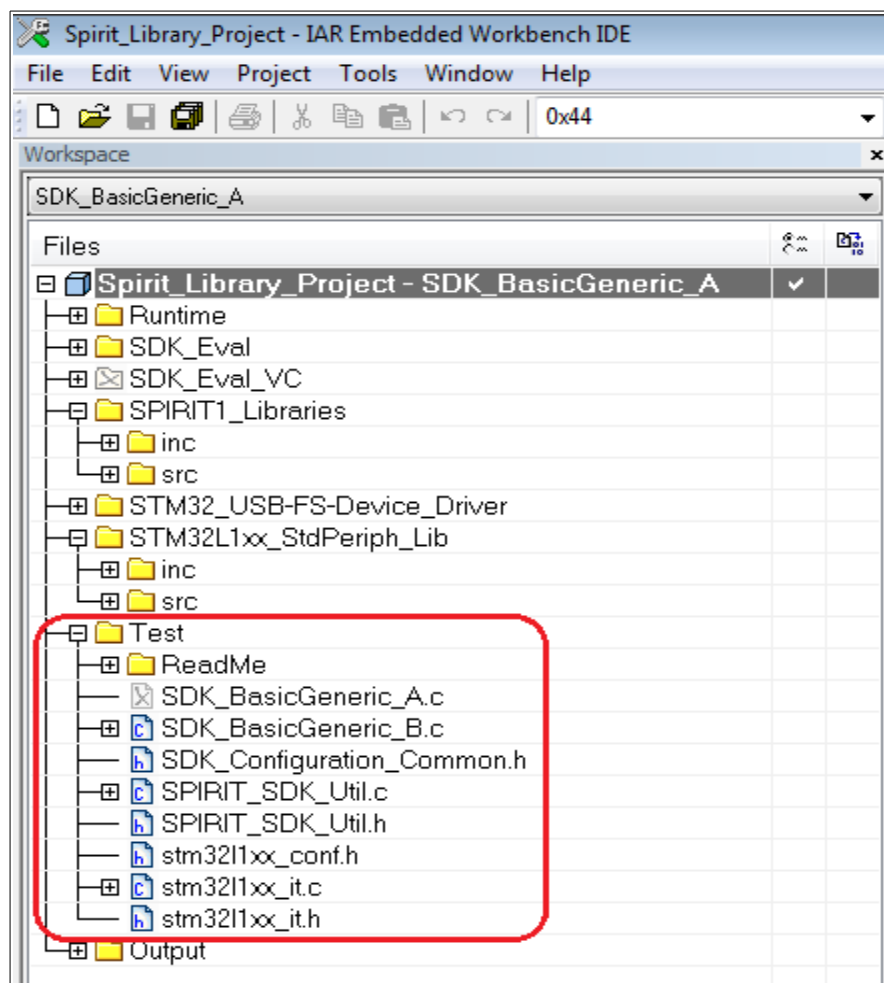 Spirit_Library_Project - IAR Embedded Workbench IDE
File Edit View Project Tools Window Help
0x44
Workspace x
SDK_BasicGeneric_A
Files
Spirit_Library_Project - SDK_BasicGeneric_A
Runtime
SDK_Eval
SDK_Eval_VC
SPIRIT1_Libraries
inc
src
STM32_USB-FS-Device_Driver
STM32L1xx_StdPeriph_Lib
inc
src
Test
ReadMe
SDK_BasicGeneric_A.c
SDK_BasicGeneric_B.c
SDK_Configuration_Common.h
SPIRIT_SDK_Util.c
SPIRIT_SDK_Util.h
stm32l1xx_conf.h
stm32l1xx_it.c
stm32l1xx_it.h
Output